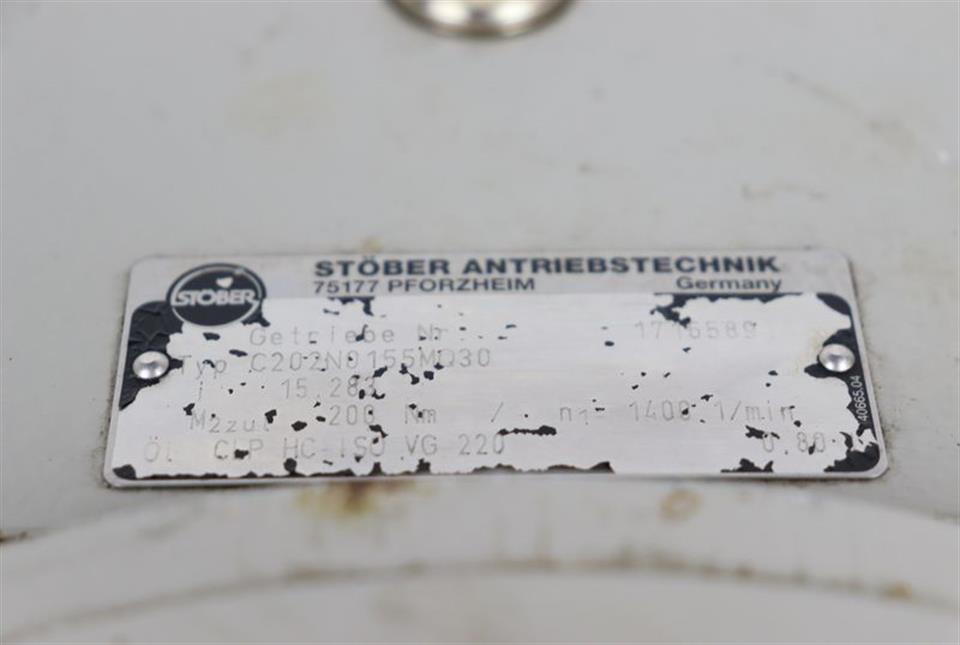 STÖBER
STÖBER ANTRIEBSTECHNIK
75177 PFORZHEIM Germany
Getriebe Nr.
Typ C202N0155MQ30
i 15.283
M2zul 200 Nm / n1= 1400 1/min
Öl CLP HC-ISO VG 220 0.80
40665.04